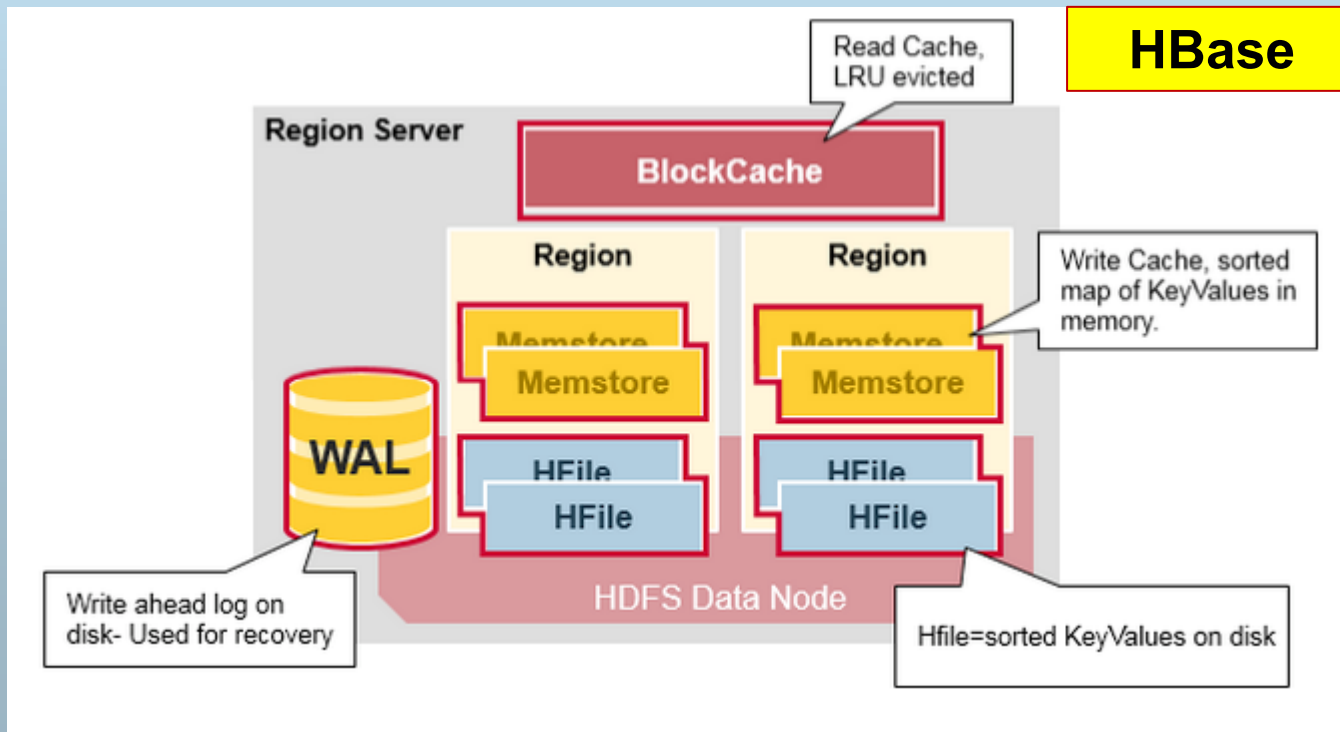 HBase
Read Cache,
LRU evicted
Region Server
BlockCache
Region
Region
Write Cache, sorted
map of KeyValues in
memory.
Memstore
Memstore
Memstore
Memstore
WAL
HFile
HFile
HFile
HFile
HDFS Data Node
Write ahead log on
disk- Used for recovery
Hfile=sorted KeyValues on disk